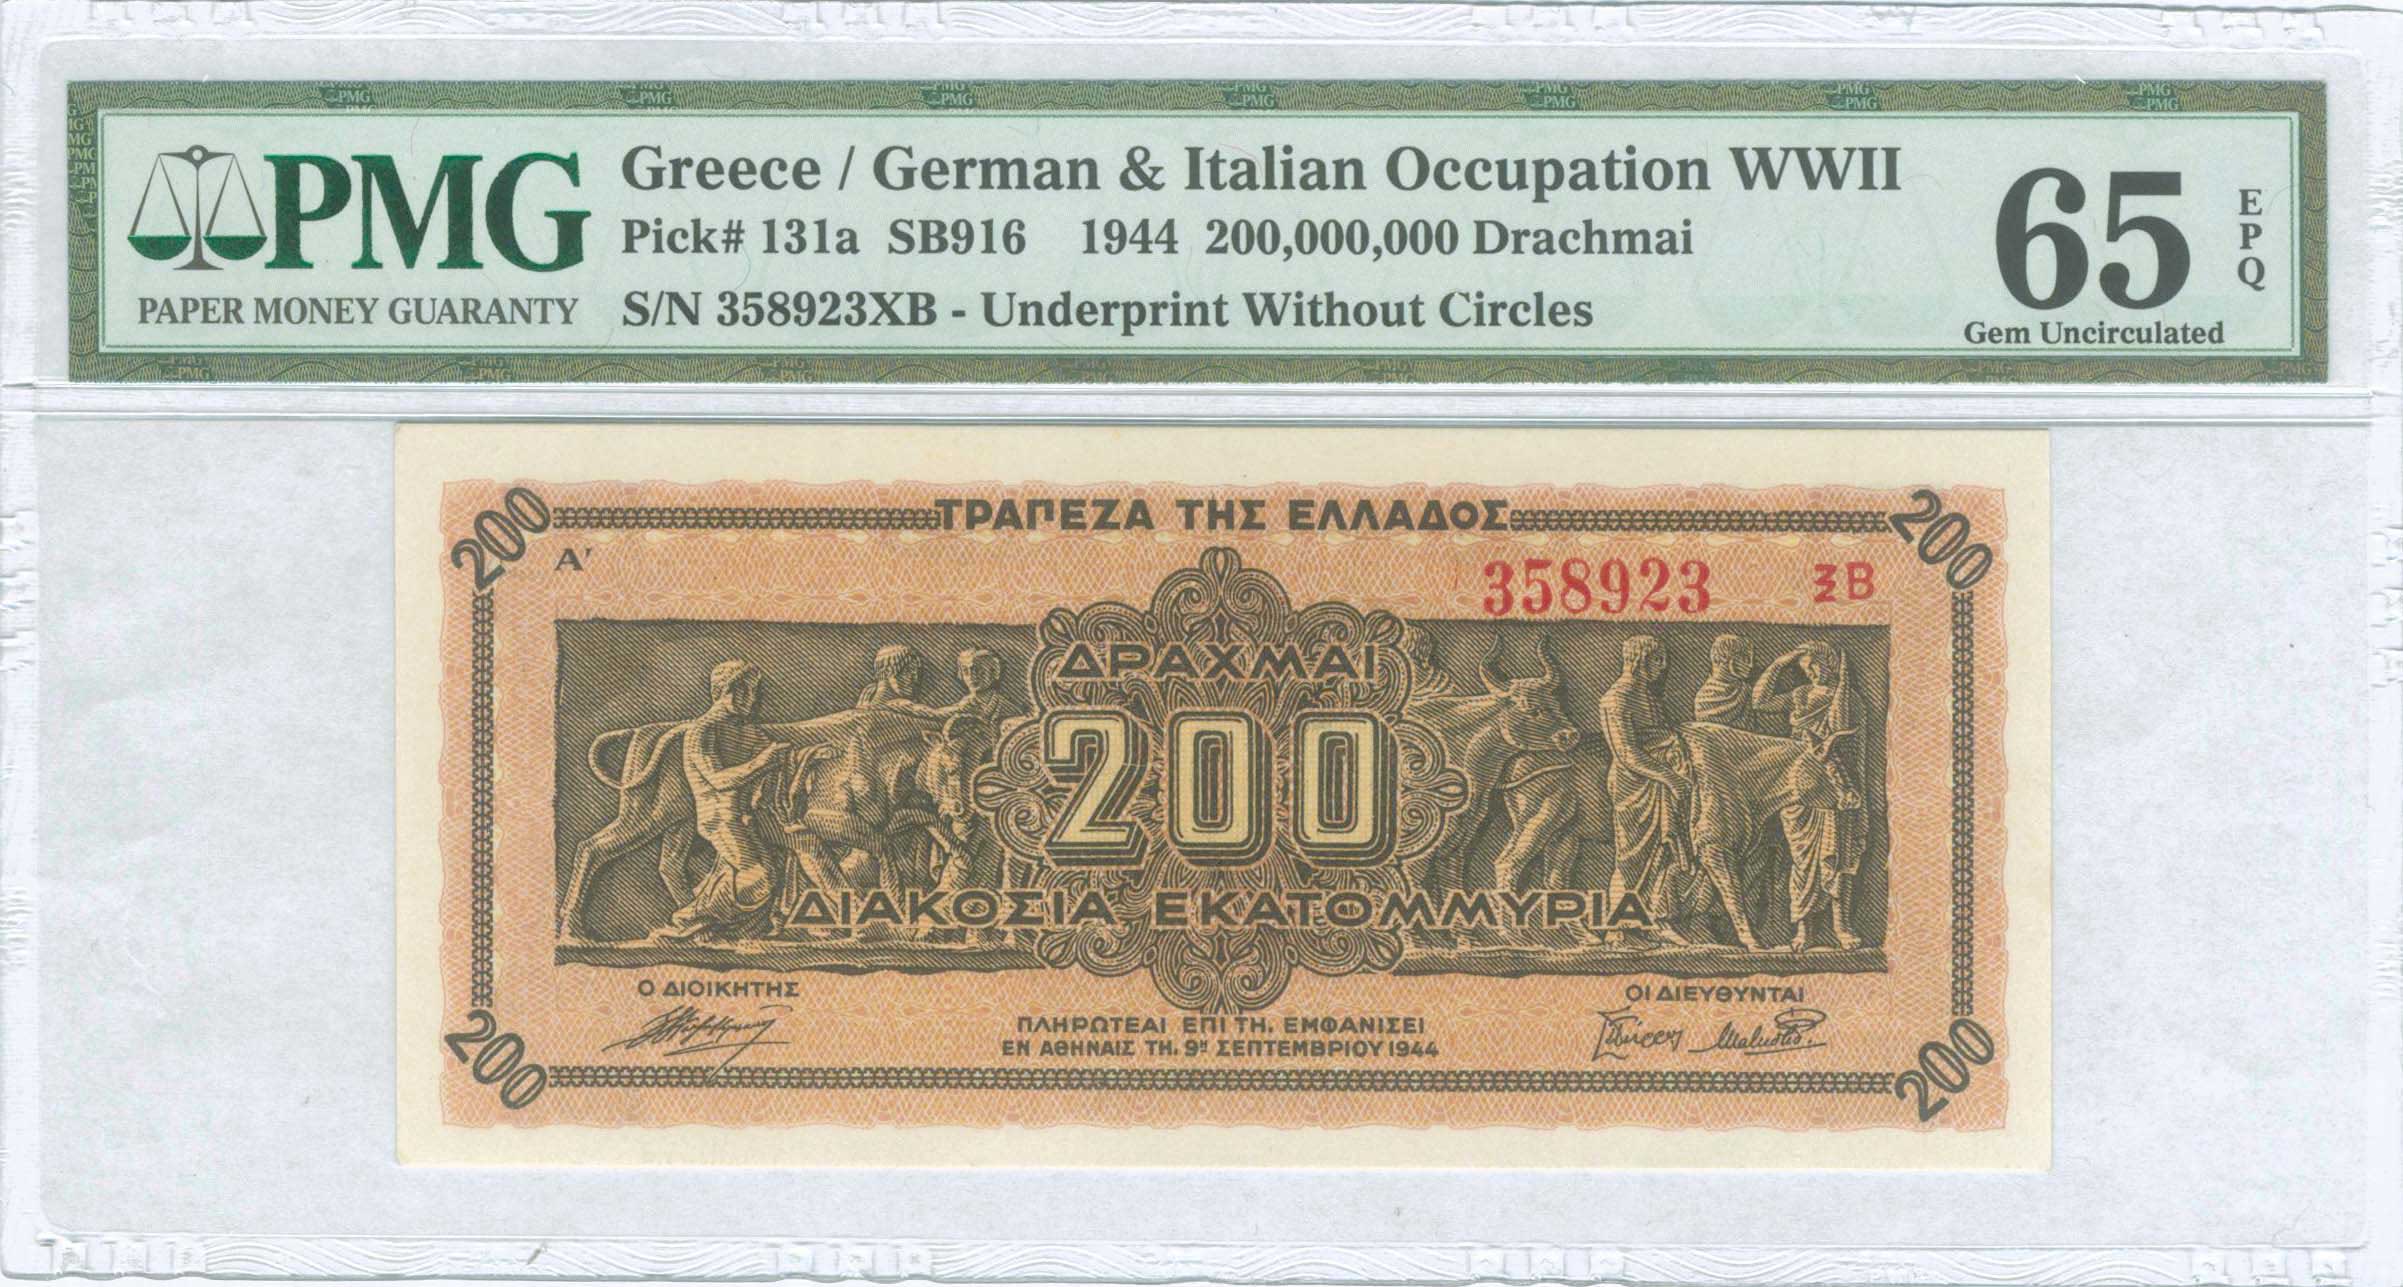 PMG
PAPER MONEY GUARANTY
Greece / German & Italian Occupation WWII
Pick# 131a SB916 1944 200,000,000 Drachmai
S/N 358923XB - Underprint Without Circles
65
EPQ
Gem Uncirculated
200 ΤΡΑΠΕΖΑ ΤΗΣ ΕΛΛΑΔΟΣ 200
Α' 358923 ΞΒ
ΔΡΑΧΜΑΙ
200
ΔΙΑΚΟΣΙΑ ΕΚΑΤΟΜΜΥΡΙΑ
Ο ΔΙΟΙΚΗΤΗΣ
ΟΙ ΔΙΕΥΘΥΝΤΑΙ
ΠΛΗΡΩΤΕΑΙ ΕΠΙ ΤΗ. ΕΜΦΑΝΙΣΕΙ
ΕΝ ΑΘΗΝΑΙΣ ΤΗ. 9ῃ ΣΕΠΤΕΜΒΡΙΟΥ 1944
200 200